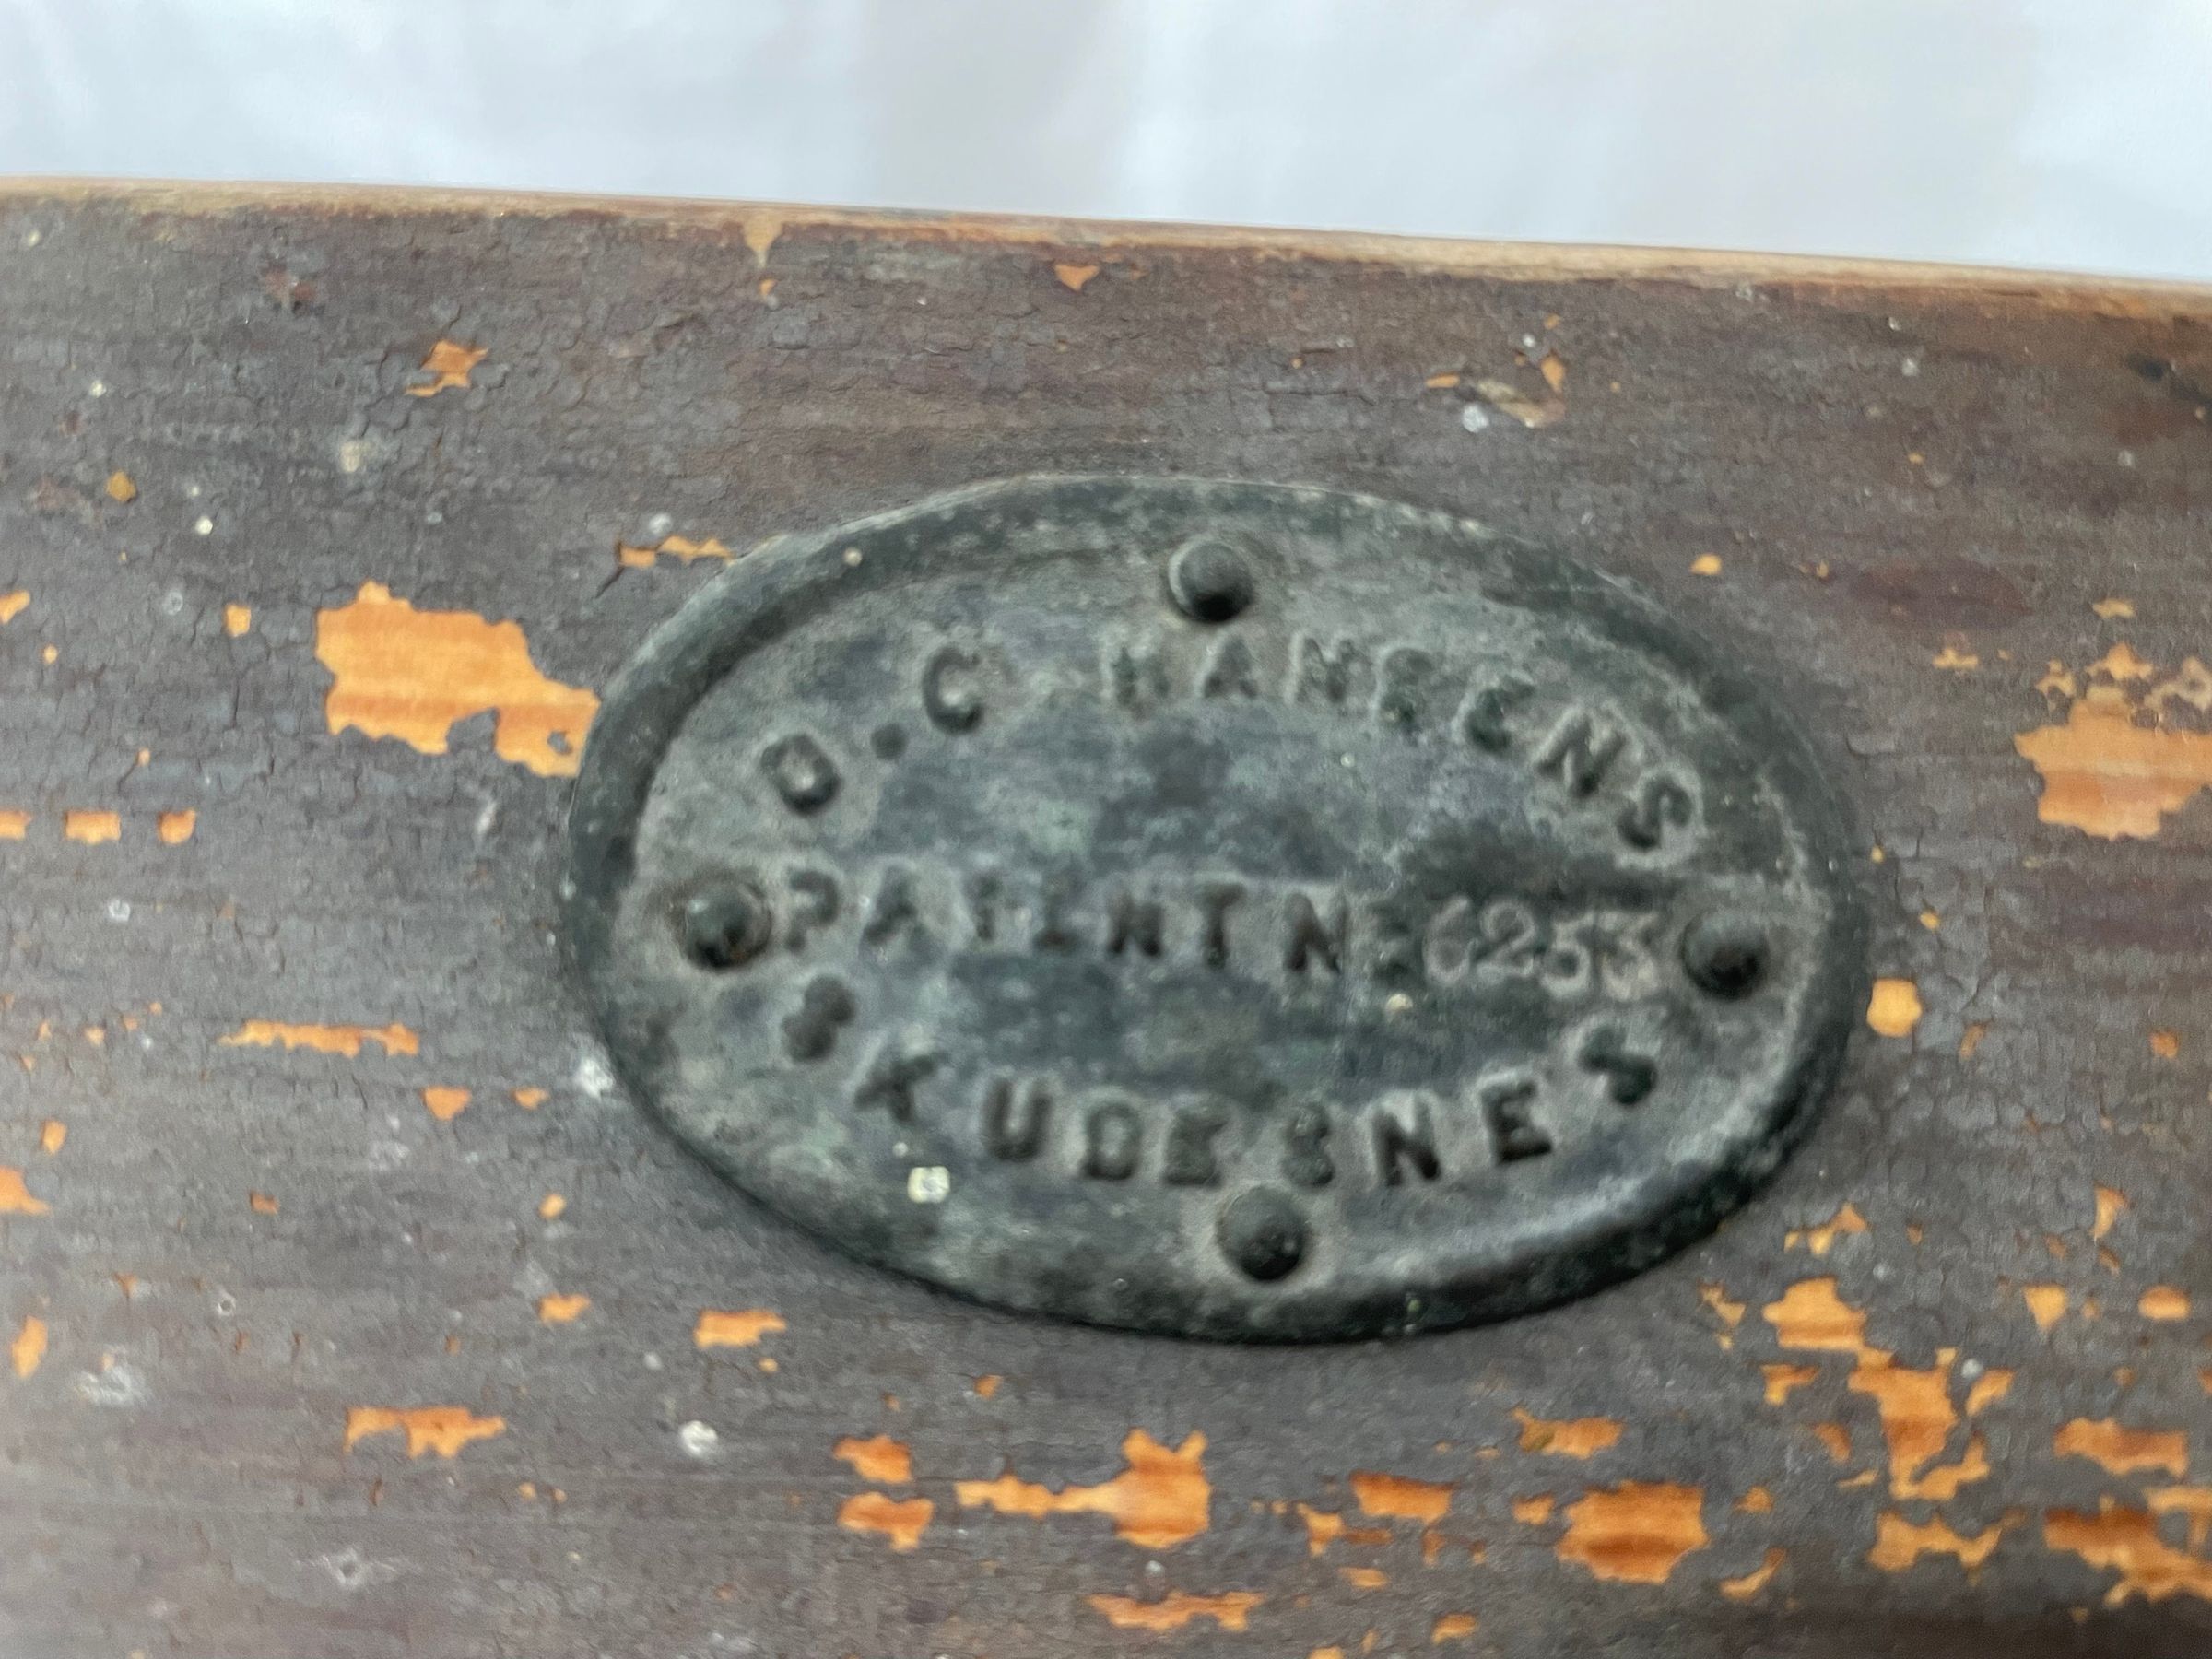 O.C HANSENS
PATENT Nº 6253
SKUDESNES